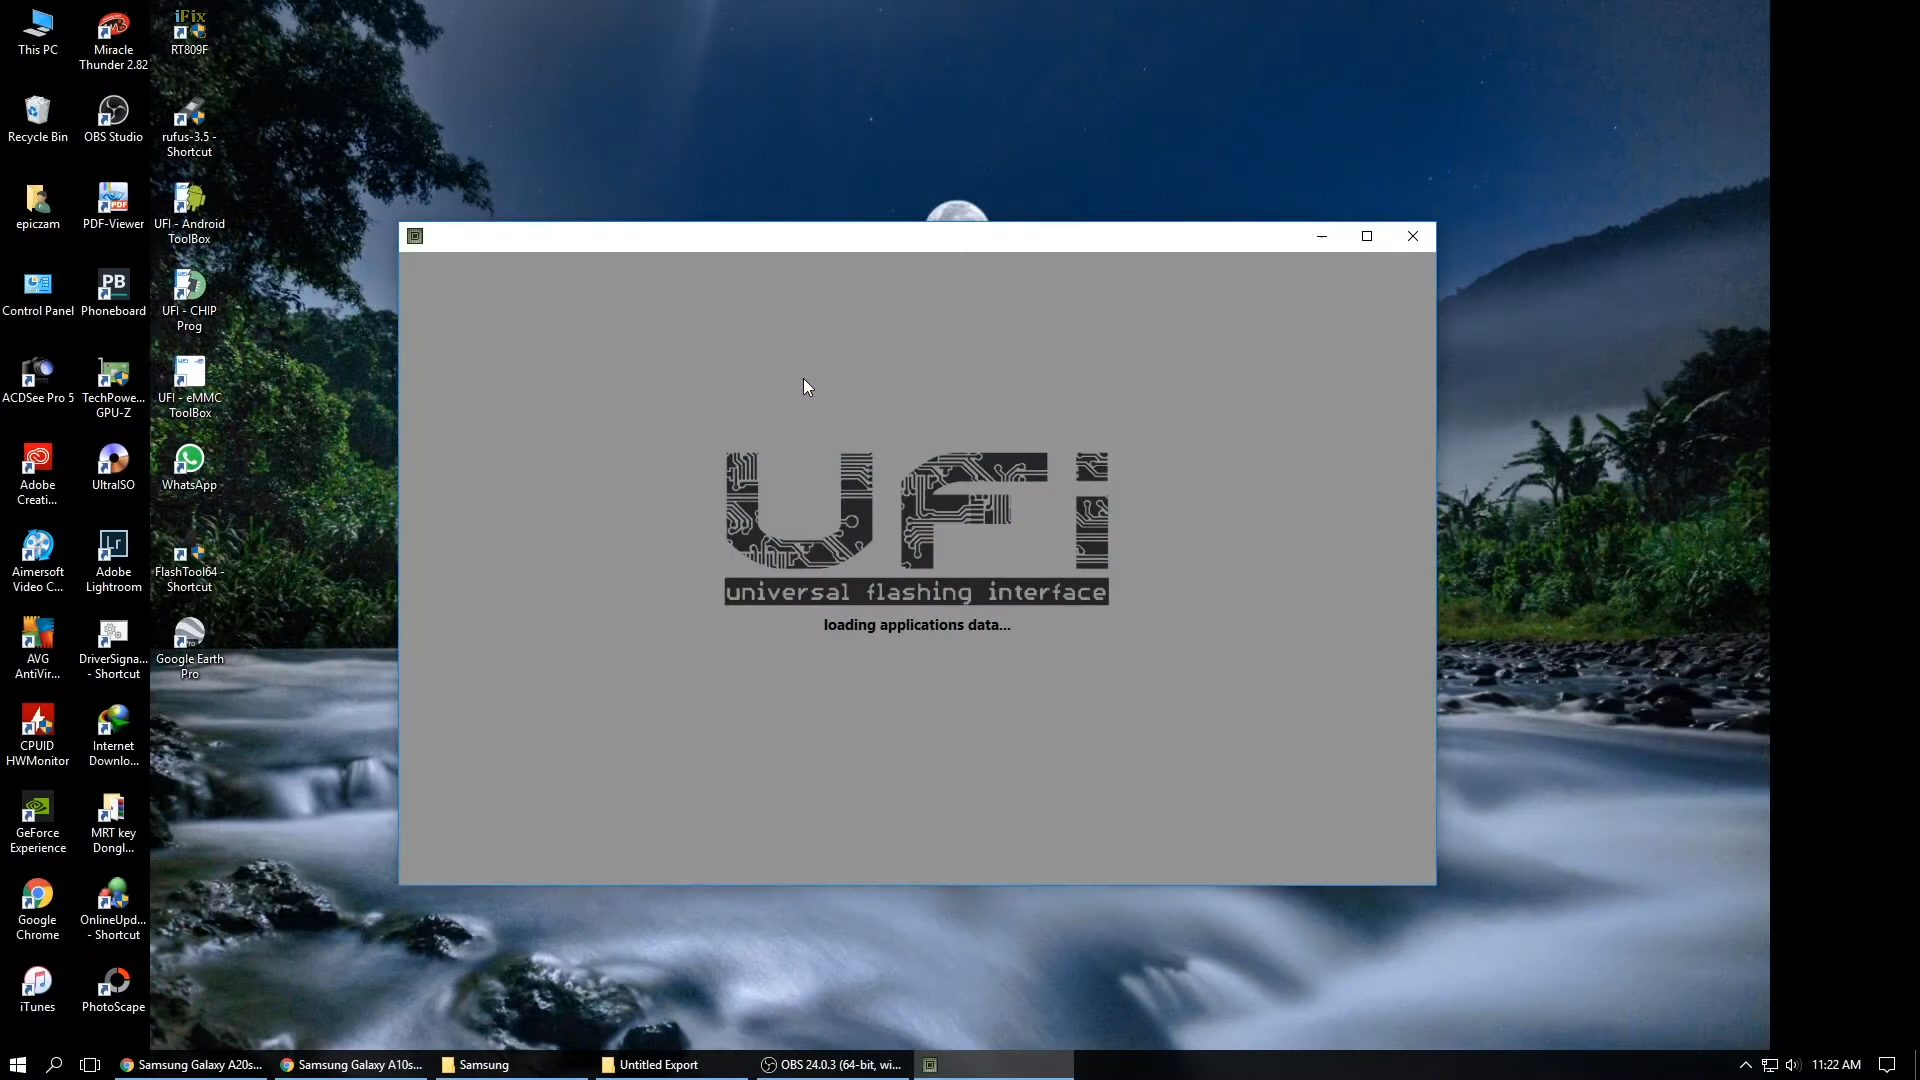 This PC
Miracle
Thunder 2.82
iFix
RT809F
Recycle Bin
OBS Studio
rufus-3.5 -
Shortcut
epiczam
PDF-Viewer
UFI - Android
ToolBox
Control Panel
PB
Phoneboard
UFI - CHIP
Prog
ACDSee Pro 5
TechPowe...
GPU-Z
UFI - eMMC
ToolBox
Adobe
Creati...
UltraISO
WhatsApp
Aimersoft
Video C...
Lr
Adobe
Lightroom
FlashTool64 -
Shortcut
AVG
AntiVir...
DriverSigna...
- Shortcut
Google Earth
Pro
CPUID
HWMonitor
Internet
Downlo...
GeForce
Experience
MRT key
Dongl...
Google
Chrome
OnlineUpd...
- Shortcut
iTunes
PhotoScape
UFi
universal flashing interface
loading applications data...
Samsung Galaxy A20s...
Samsung Galaxy A10s...
Samsung
Untitled Export
OBS 24.0.3 (64-bit, wi...
11:22 AM